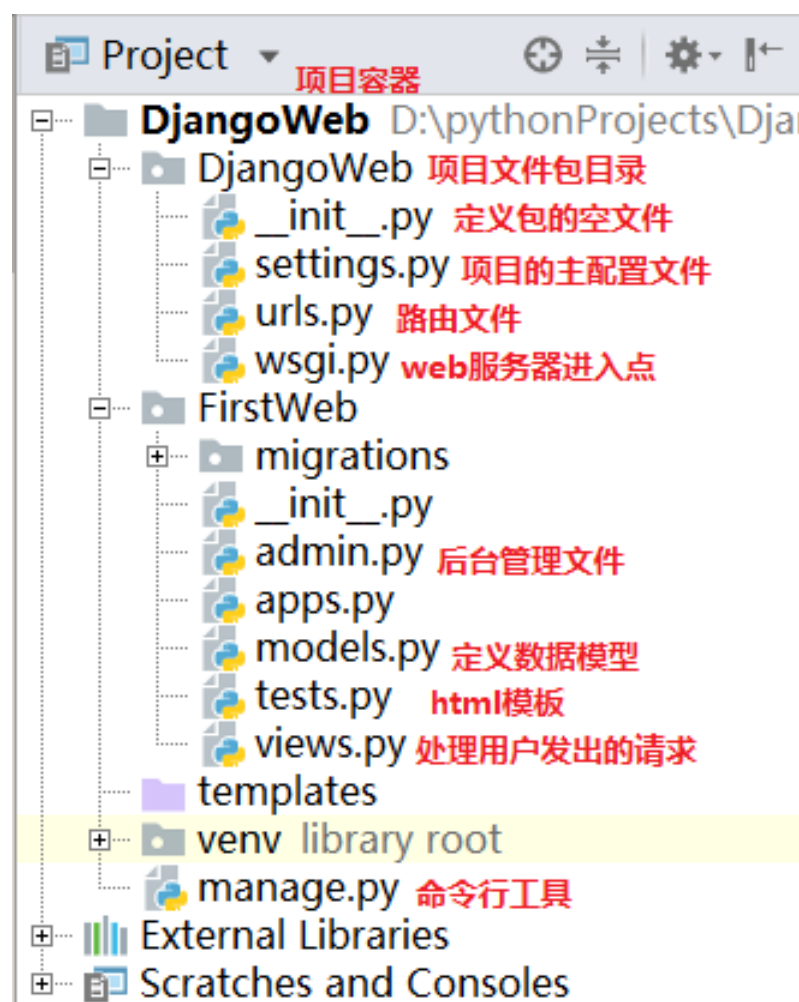 Project
项目容器
DjangoWeb D:\pythonProjects\Dja
DjangoWeb 项目文件包目录
__init__.py 定义包的空文件
settings.py 项目的主配置文件
urls.py 路由文件
wsgi.py web服务器进入点
FirstWeb
migrations
__init__.py
admin.py 后台管理文件
apps.py
models.py 定义数据模型
tests.py html模板
views.py 处理用户发出的请求
templates
venv library root
manage.py 命令行工具
External Libraries
Scratches and Consoles